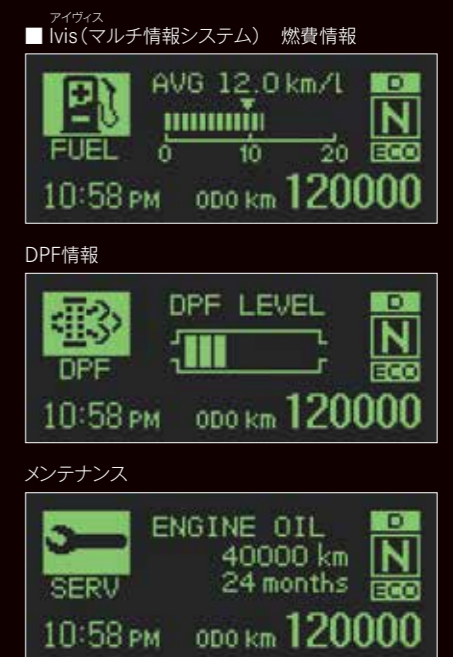 アイヴィス
■ Ivis（マルチ情報システム）　燃費情報
AVG 12.0 km/l
D
N
FUEL
0 10 20
ECO
10:58 PM ODO km 120000
DPF情報
DPF LEVEL
D
N
DPF
ECO
10:58 PM ODO km 120000
メンテナンス
ENGINE OIL
D
40000 km
N
SERV
24 months
ECO
10:58 PM ODO km 120000